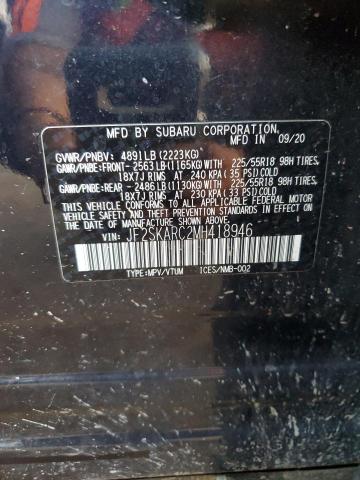 MFD BY SUBARU CORPORATION.
MFD IN 09/20
GVWR/PNBV: 4891LB(2223KG)
GAWR/PNBE:FRONT- 2563LB(1165KG)WITH 225/55R18 98H TIRES,
18X7J RIMS AT 240 KPA( 35 PSI)COLD
GAWR/PNBE:REAR - 2486LB(1130KG)WITH 225/55R18 98H TIRES,
18X7J RIMS AT 230 KPA( 33 PSI)COLD
THIS VEHICLE CONFORMS TO ALL APPLICABLE FEDERAL MOTOR
VEHICLE SAFETY AND THEFT PREVENTION STANDARDS IN EFFECT ON THE DATE
OF MANUFACTURE SHOWN ABOVE.
VIN: JF2SKARC2MH418946
TYPE:MPV/VTUM ICES/NMB-002